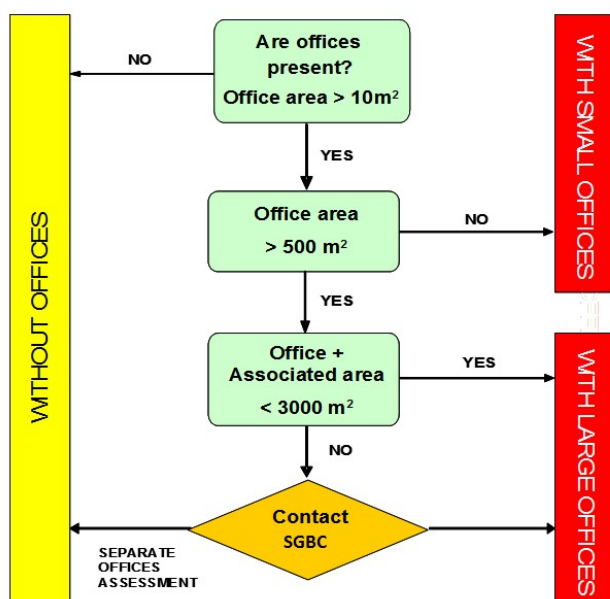 Are offices
present?
Office area > 10m²
NO
YES
Office area
> 500 m²
NO
YES
Office +
Associated area
< 3000 m²
YES
NO
Contact
SGBC
SEPARATE
OFFICES
ASSESSMENT
WITHOUT OFFICES
WITH SMALL OFFICES
WITH LARGE OFFICES